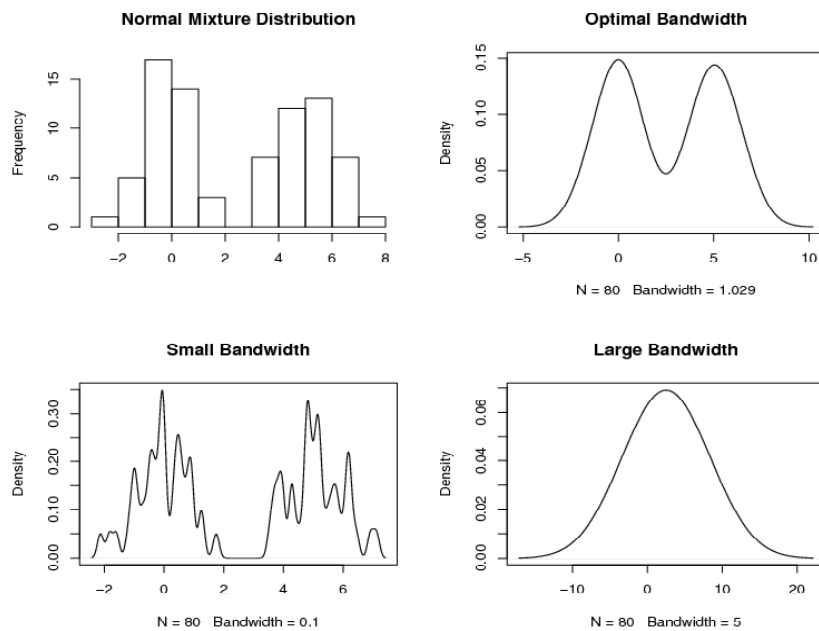 Normal Mixture Distribution
Frequency
0 5 10 15
−2 0 2 4 6 8
Optimal Bandwidth
Density
0.00 0.05 0.10 0.15
−5 0 5 10
N = 80 Bandwidth = 1.029
Small Bandwidth
Density
0.00 0.10 0.20 0.30
−2 0 2 4 6
N = 80 Bandwidth = 0.1
Large Bandwidth
Density
0.00 0.02 0.04 0.06
−10 0 10 20
N = 80 Bandwidth = 5